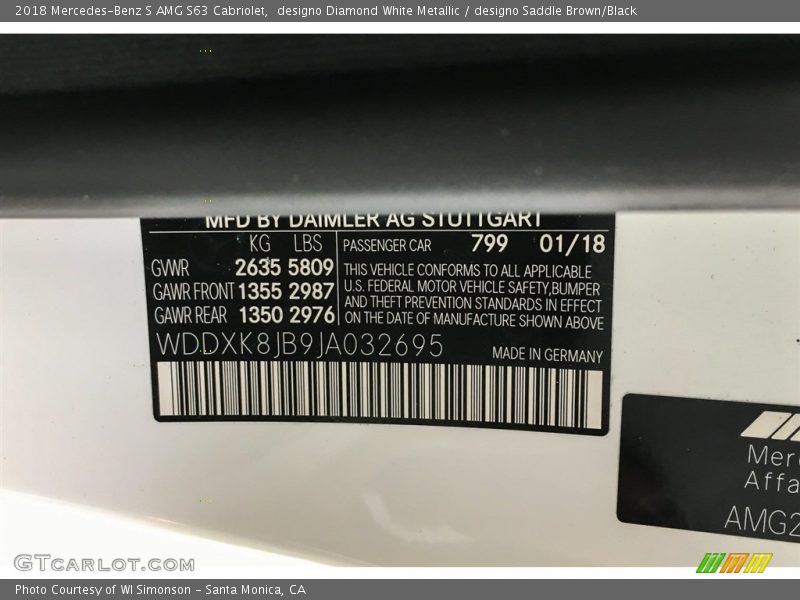 2018 Mercedes-Benz S AMG S63 Cabriolet,  designo Diamond White Metallic / designo Saddle Brown/Black
MFD BY DAIMLER AG STUTTGART
KG LBS
GVWR 2635 5809
GAWR FRONT 1355 2987
GAWR REAR 1350 2976
PASSENGER CAR 799 01/18
THIS VEHICLE CONFORMS TO ALL APPLICABLE
U.S. FEDERAL MOTOR VEHICLE SAFETY,BUMPER
AND THEFT PREVENTION STANDARDS IN EFFECT
ON THE DATE OF MANUFACTURE SHOWN ABOVE
WDDXK8JB9JA032695
MADE IN GERMANY
Merc
Affa
AMG2
GTCARLOT.COM
Photo Courtesy of WI Simonson - Santa Monica, CA